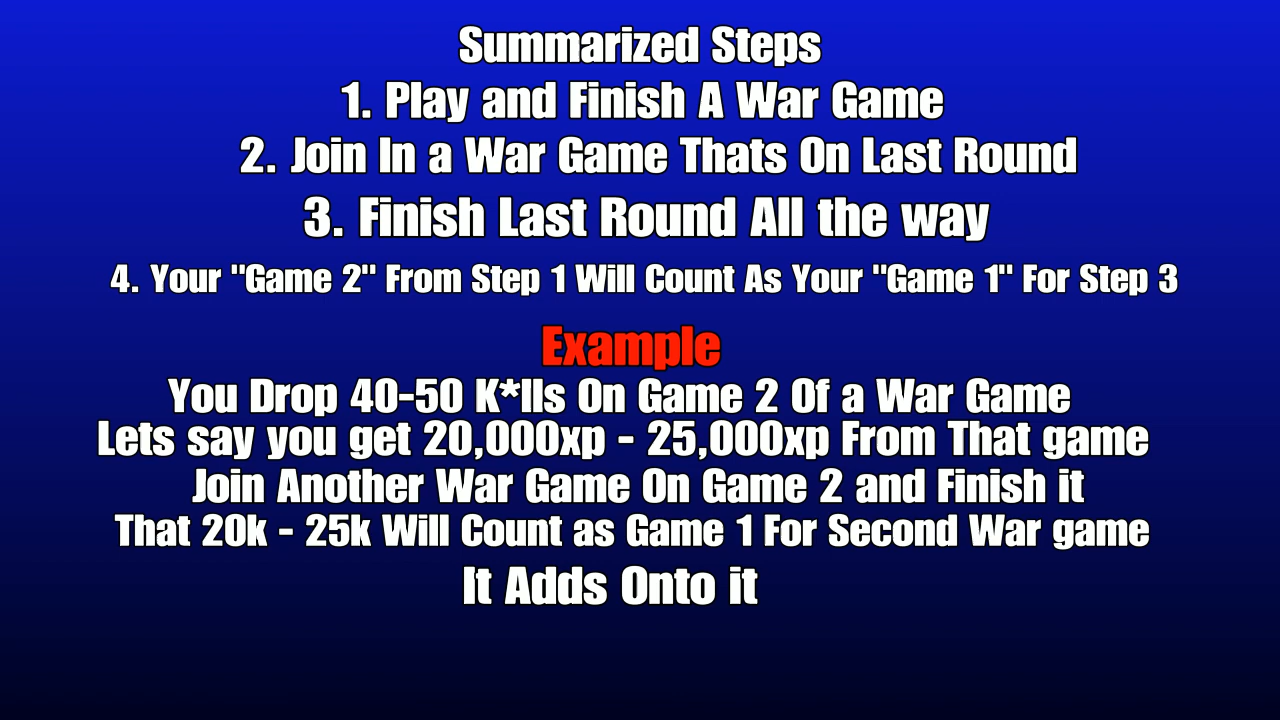 Summarized Steps
1. Play and Finish A War Game
2. Join In a War Game Thats On Last Round
3. Finish Last Round All the way
4. Your "Game 2" From Step 1 Will Count As Your "Game 1" For Step 3
Example
You Drop 40-50 K*lls On Game 2 Of a War Game
Lets say you get 20,000xp - 25,000xp From That game
Join Another War Game On Game 2 and Finish it
That 20k - 25k Will Count as Game 1 For Second War game
It Adds Onto it